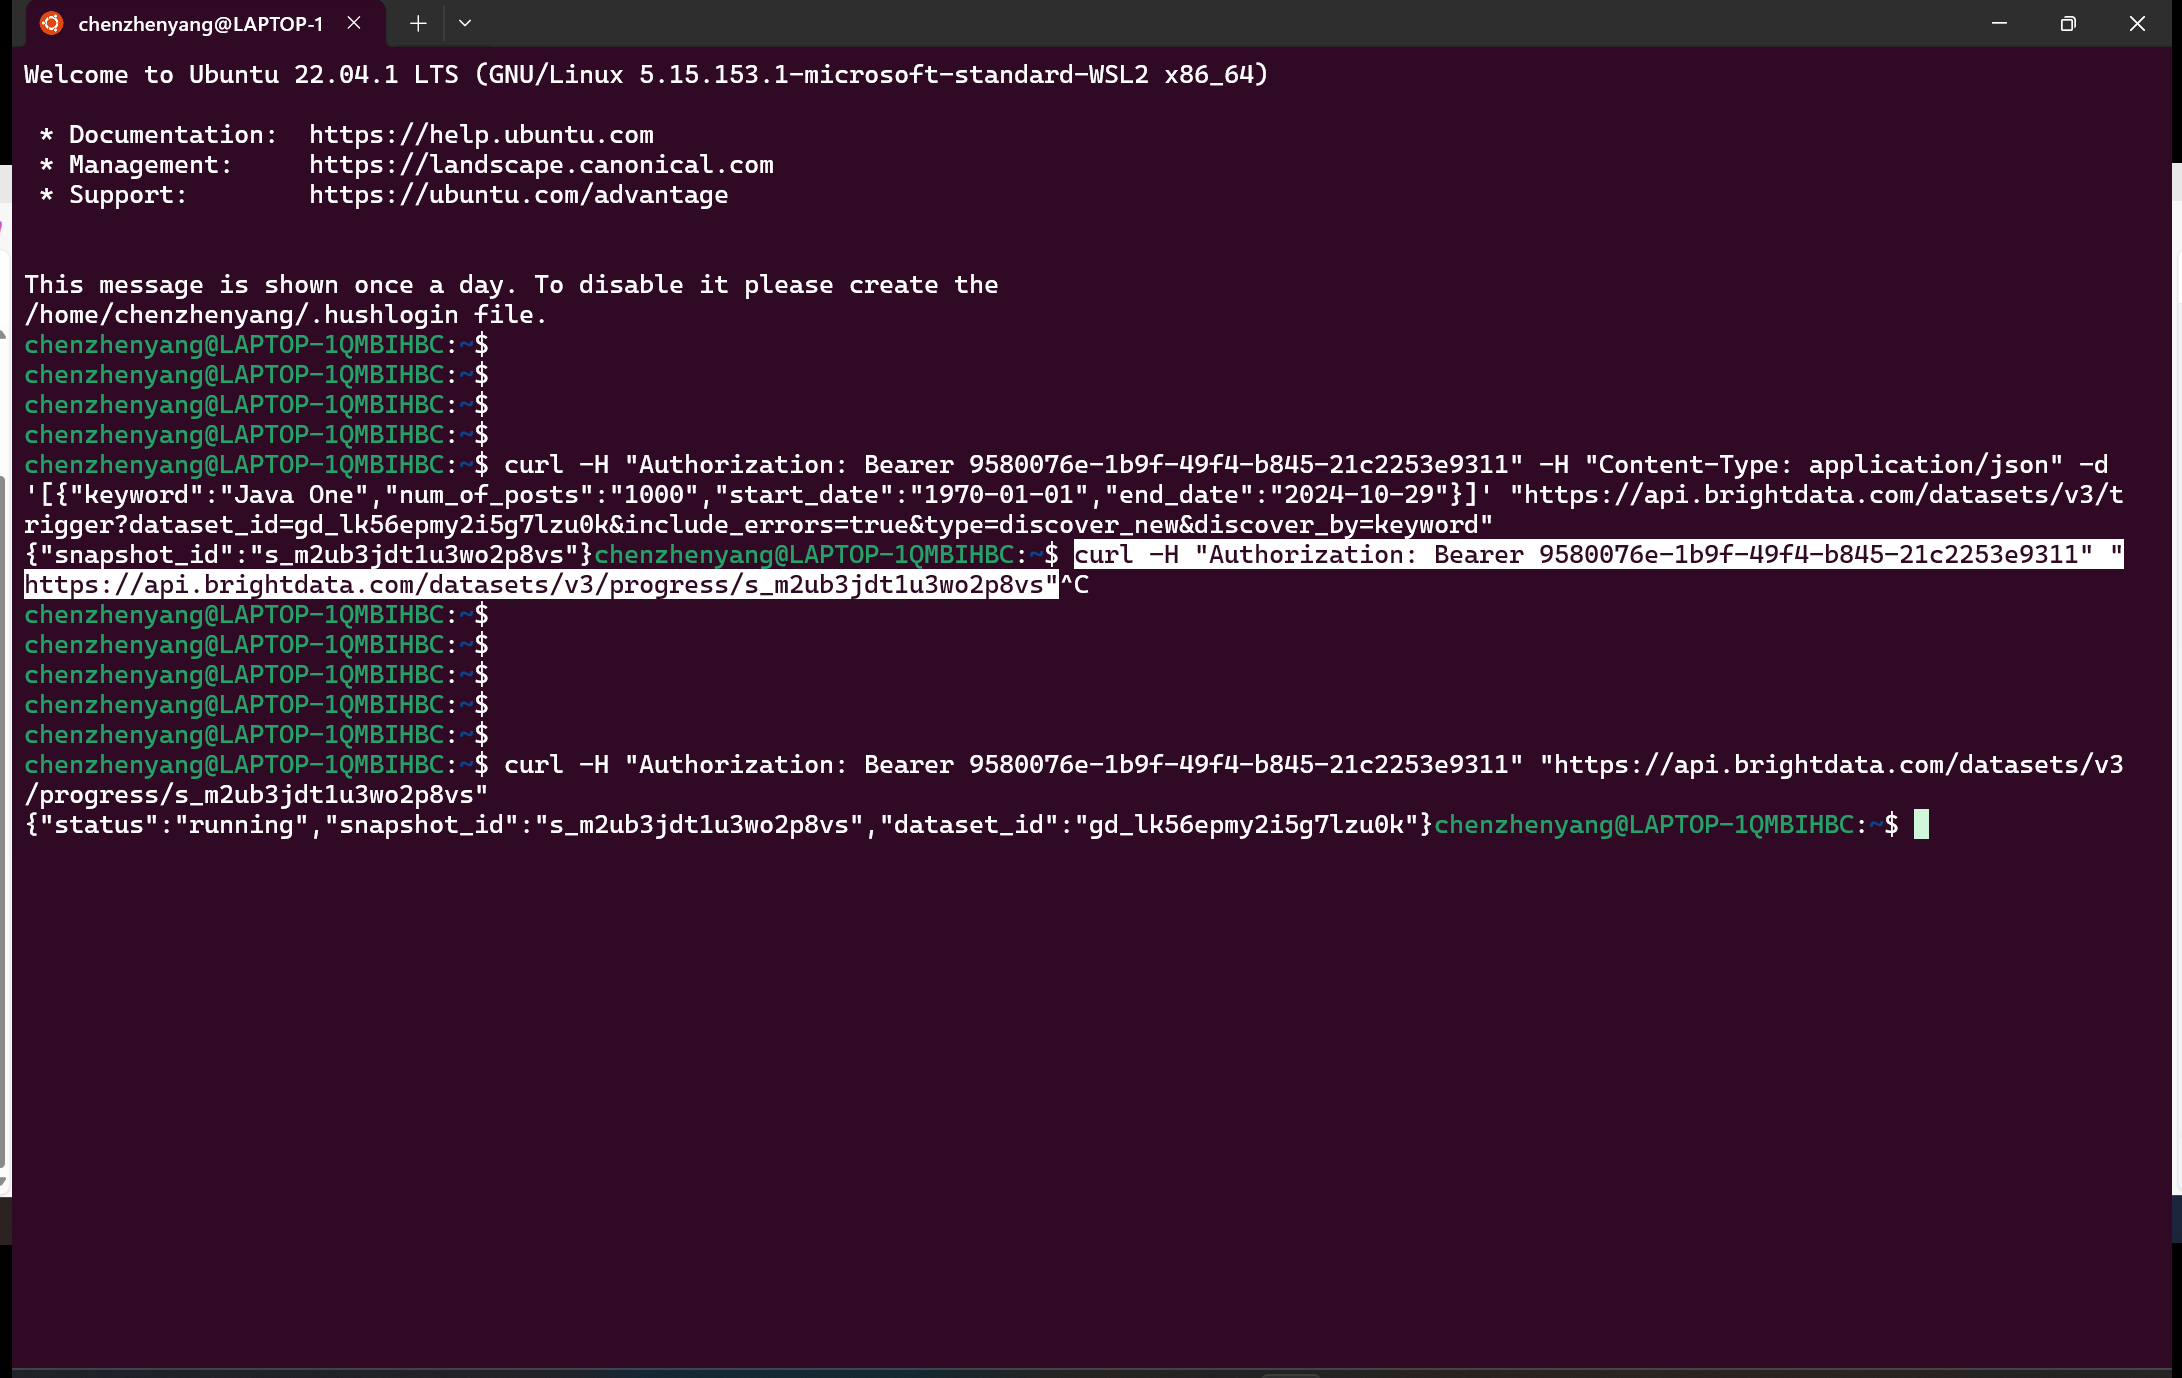 chenzhenyang@LAPTOP-1
Welcome to Ubuntu 22.04.1 LTS (GNU/Linux 5.15.153.1-microsoft-standard-WSL2 x86_64)
* Documentation:  https://help.ubuntu.com
* Management:     https://landscape.canonical.com
* Support:        https://ubuntu.com/advantage
This message is shown once a day. To disable it please create the
/home/chenzhenyang/.hushlogin file.
chenzhenyang@LAPTOP-1QMBIHBC:~$
chenzhenyang@LAPTOP-1QMBIHBC:~$
chenzhenyang@LAPTOP-1QMBIHBC:~$
chenzhenyang@LAPTOP-1QMBIHBC:~$
chenzhenyang@LAPTOP-1QMBIHBC:~$ curl -H "Authorization: Bearer 9580076e-1b9f-49f4-b845-21c2253e9311" -H "Content-Type: application/json" -d
'[{"keyword":"Java One","num_of_posts":"1000","start_date":"1970-01-01","end_date":"2024-10-29"}]' "https://api.brightdata.com/datasets/v3/t
rigger?dataset_id=gd_lk56epmy2i5g7lzu0k&include_errors=true&type=discover_new&discover_by=keyword"
{"snapshot_id":"s_m2ub3jdt1u3wo2p8vs"}chenzhenyang@LAPTOP-1QMBIHBC:~$ curl -H "Authorization: Bearer 9580076e-1b9f-49f4-b845-21c2253e9311" "
https://api.brightdata.com/datasets/v3/progress/s_m2ub3jdt1u3wo2p8vs"^C
chenzhenyang@LAPTOP-1QMBIHBC:~$
chenzhenyang@LAPTOP-1QMBIHBC:~$
chenzhenyang@LAPTOP-1QMBIHBC:~$
chenzhenyang@LAPTOP-1QMBIHBC:~$
chenzhenyang@LAPTOP-1QMBIHBC:~$
chenzhenyang@LAPTOP-1QMBIHBC:~$ curl -H "Authorization: Bearer 9580076e-1b9f-49f4-b845-21c2253e9311" "https://api.brightdata.com/datasets/v3
/progress/s_m2ub3jdt1u3wo2p8vs"
{"status":"running","snapshot_id":"s_m2ub3jdt1u3wo2p8vs","dataset_id":"gd_lk56epmy2i5g7lzu0k"}chenzhenyang@LAPTOP-1QMBIHBC:~$